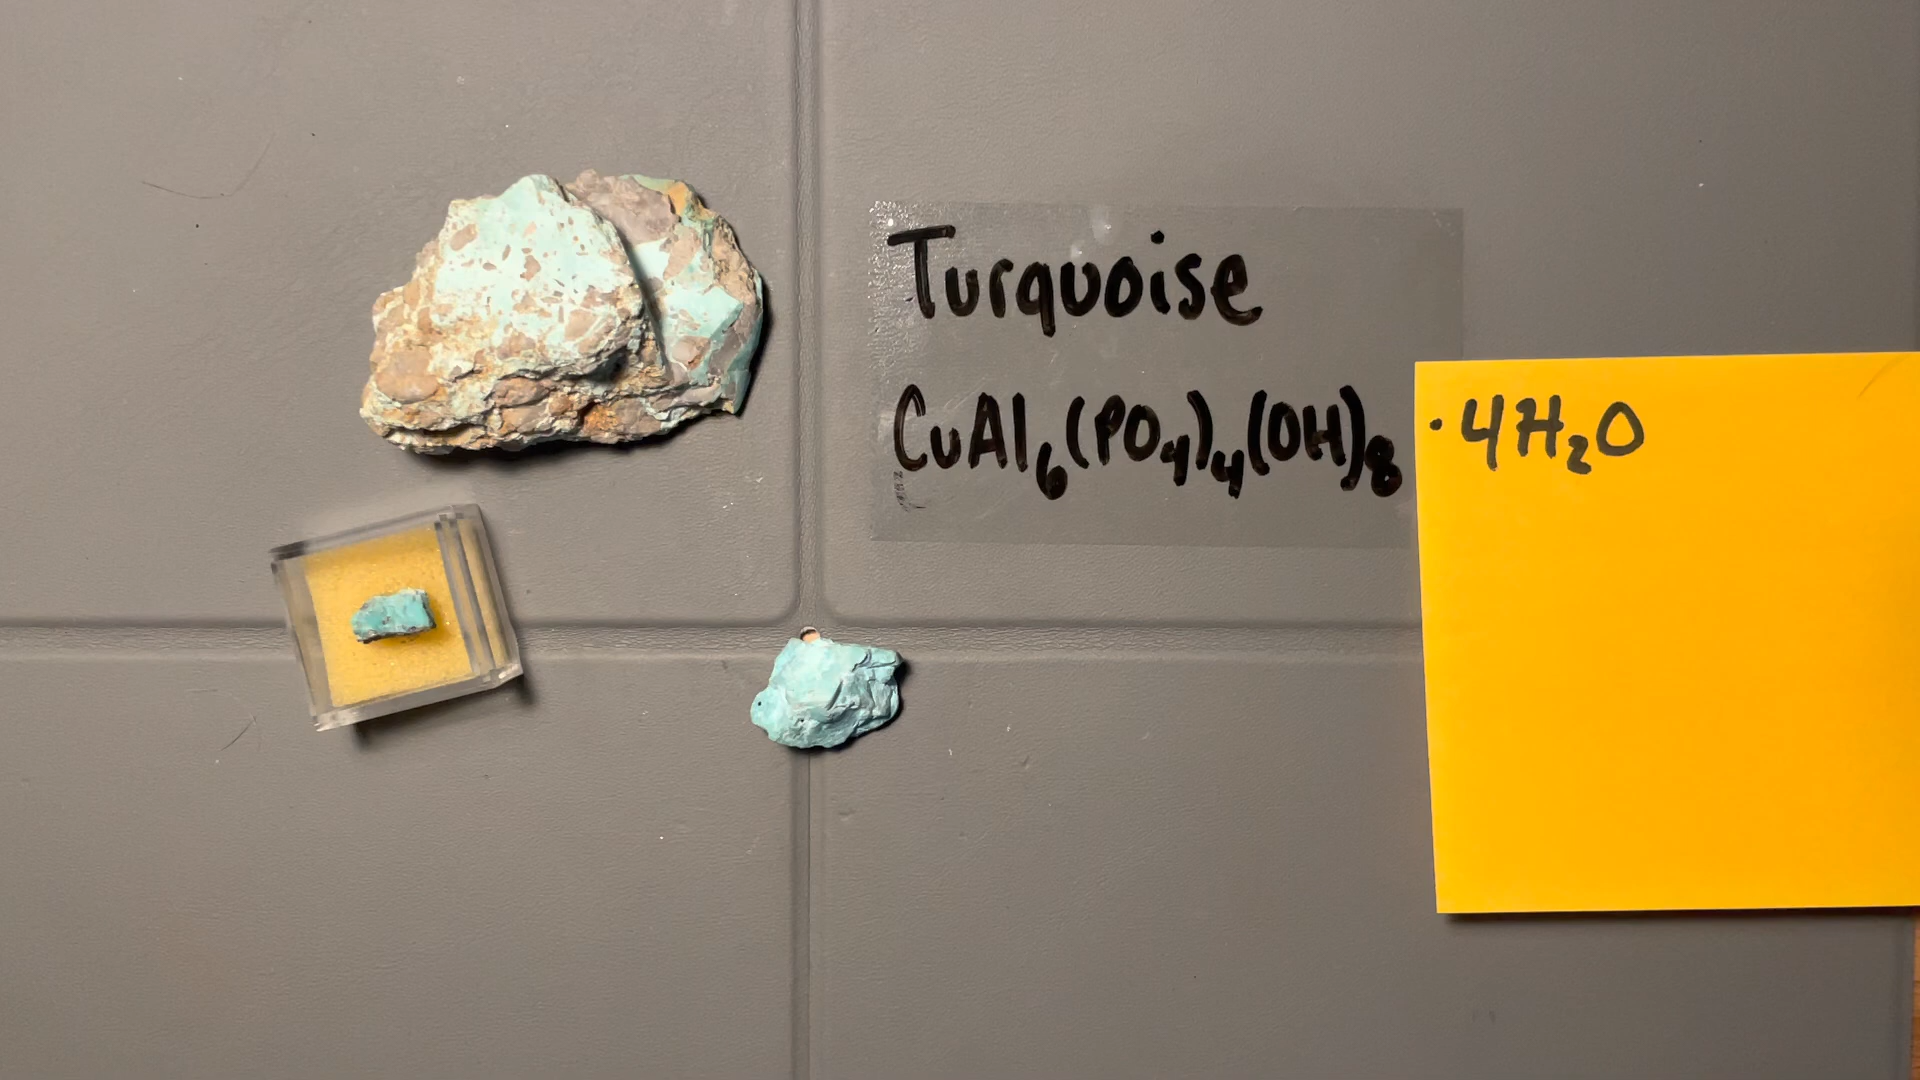 Turquoise
CuAl₆(PO₄)₄(OH)₈ ·4H₂O